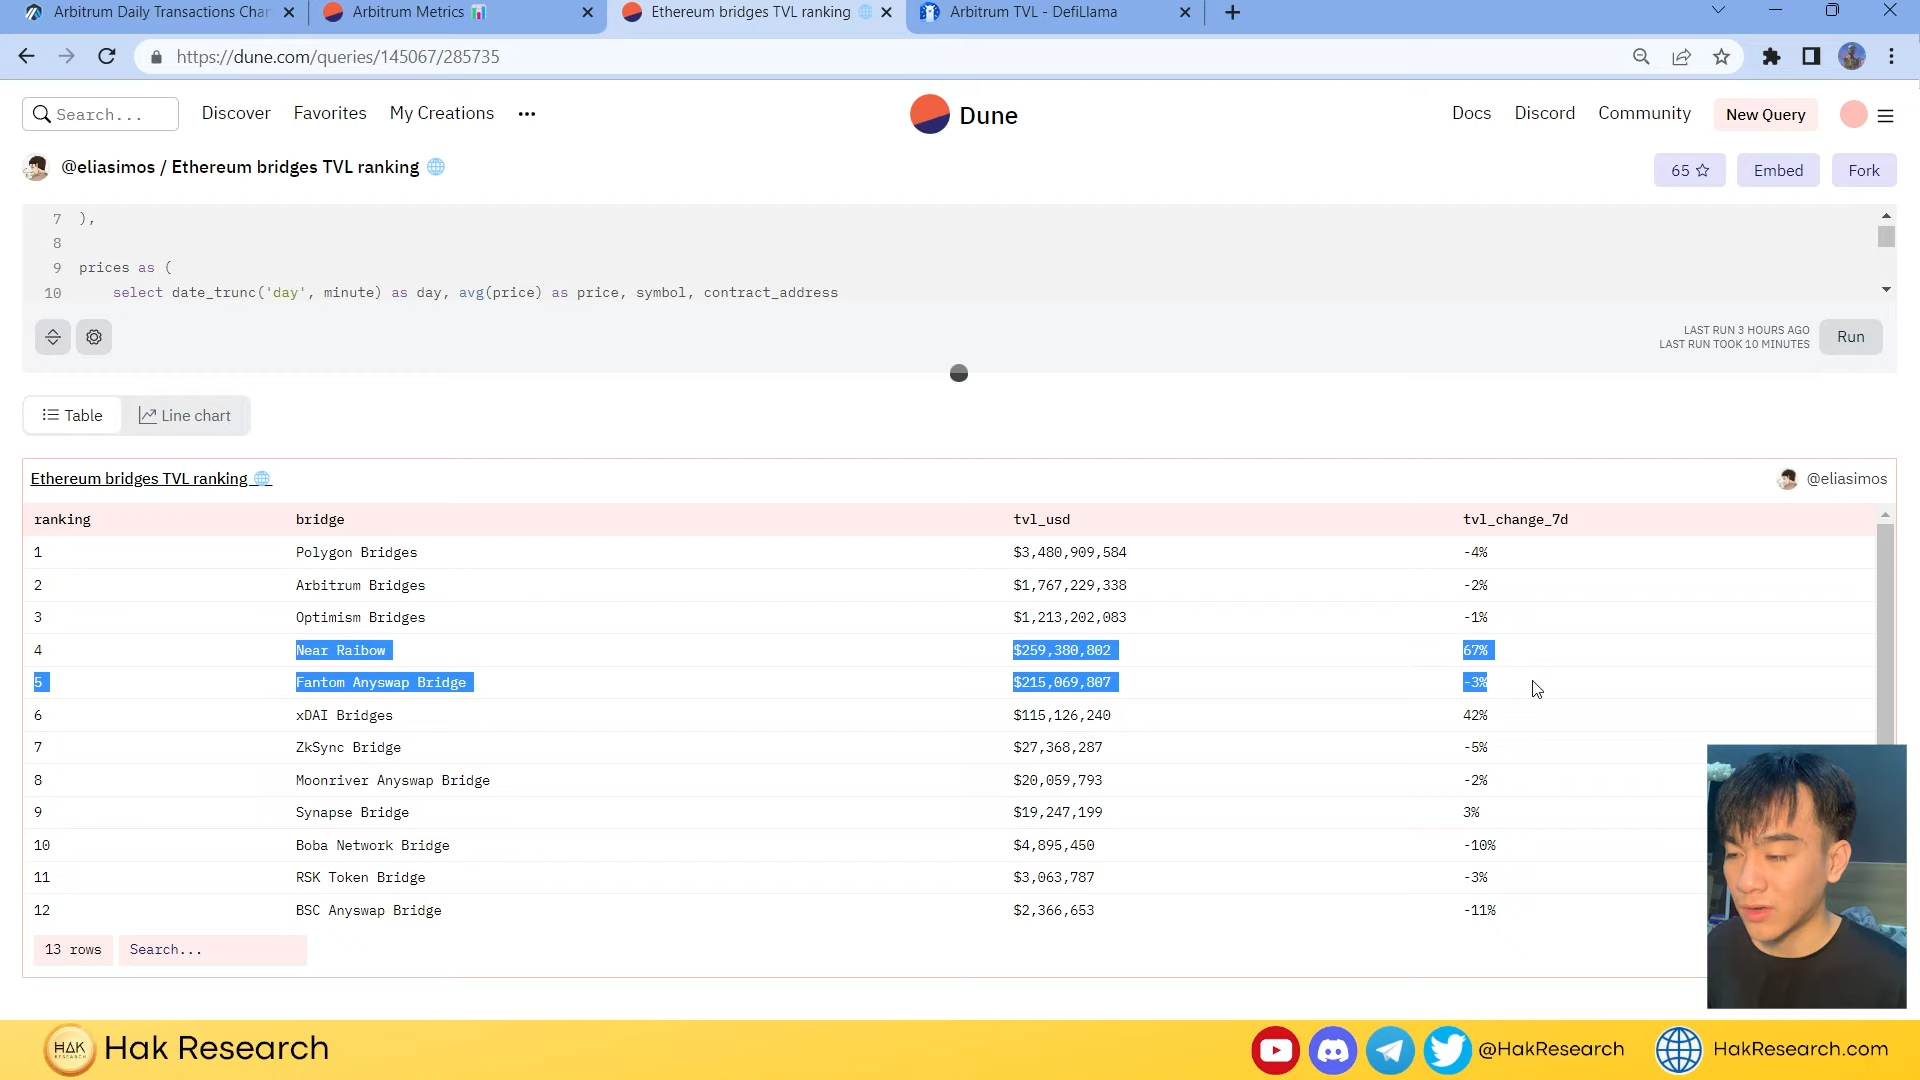 Arbitrum Daily Transactions Char
Arbitrum Metrics
Ethereum bridges TVL ranking
Arbitrum TVL - DefiLlama
https://dune.com/queries/145067/285735
Search...
Discover
Favorites
My Creations
Dune
Docs
Discord
Community
New Query
@eliasimos / Ethereum bridges TVL ranking
65
Embed
Fork
7 ),
8
9 prices as (
10 select date_trunc('day', minute) as day, avg(price) as price, symbol, contract_address
LAST RUN 3 HOURS AGO
LAST RUN TOOK 10 MINUTES
Run
Table
Line chart
Ethereum bridges TVL ranking
@eliasimos
ranking bridge tvl_usd tvl_change_7d
1 Polygon Bridges $3,480,909,584 -4%
2 Arbitrum Bridges $1,767,229,338 -2%
3 Optimism Bridges $1,213,202,083 -1%
4 Near Raibow $259,380,802 67%
5 Fantom Anyswap Bridge $215,069,807 -3%
6 xDAI Bridges $115,126,240 42%
7 ZkSync Bridge $27,368,287 -5%
8 Moonriver Anyswap Bridge $20,059,793 -2%
9 Synapse Bridge $19,247,199 3%
10 Boba Network Bridge $4,895,450 -10%
11 RSK Token Bridge $3,063,787 -3%
12 BSC Anyswap Bridge $2,366,653 -11%
13 rows
Search...
HAK
RESEARCH
Hak Research
@HakResearch
HakResearch.com